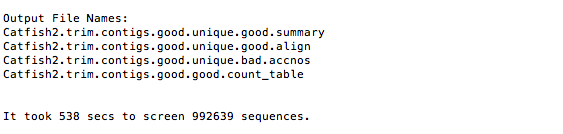 Output File Names:
Catfish2.trim.contigs.good.unique.good.summary
Catfish2.trim.contigs.good.unique.good.align
Catfish2.trim.contigs.good.unique.bad.accnos
Catfish2.trim.contigs.good.good.count_table
It took 538 secs to screen 992639 sequences.